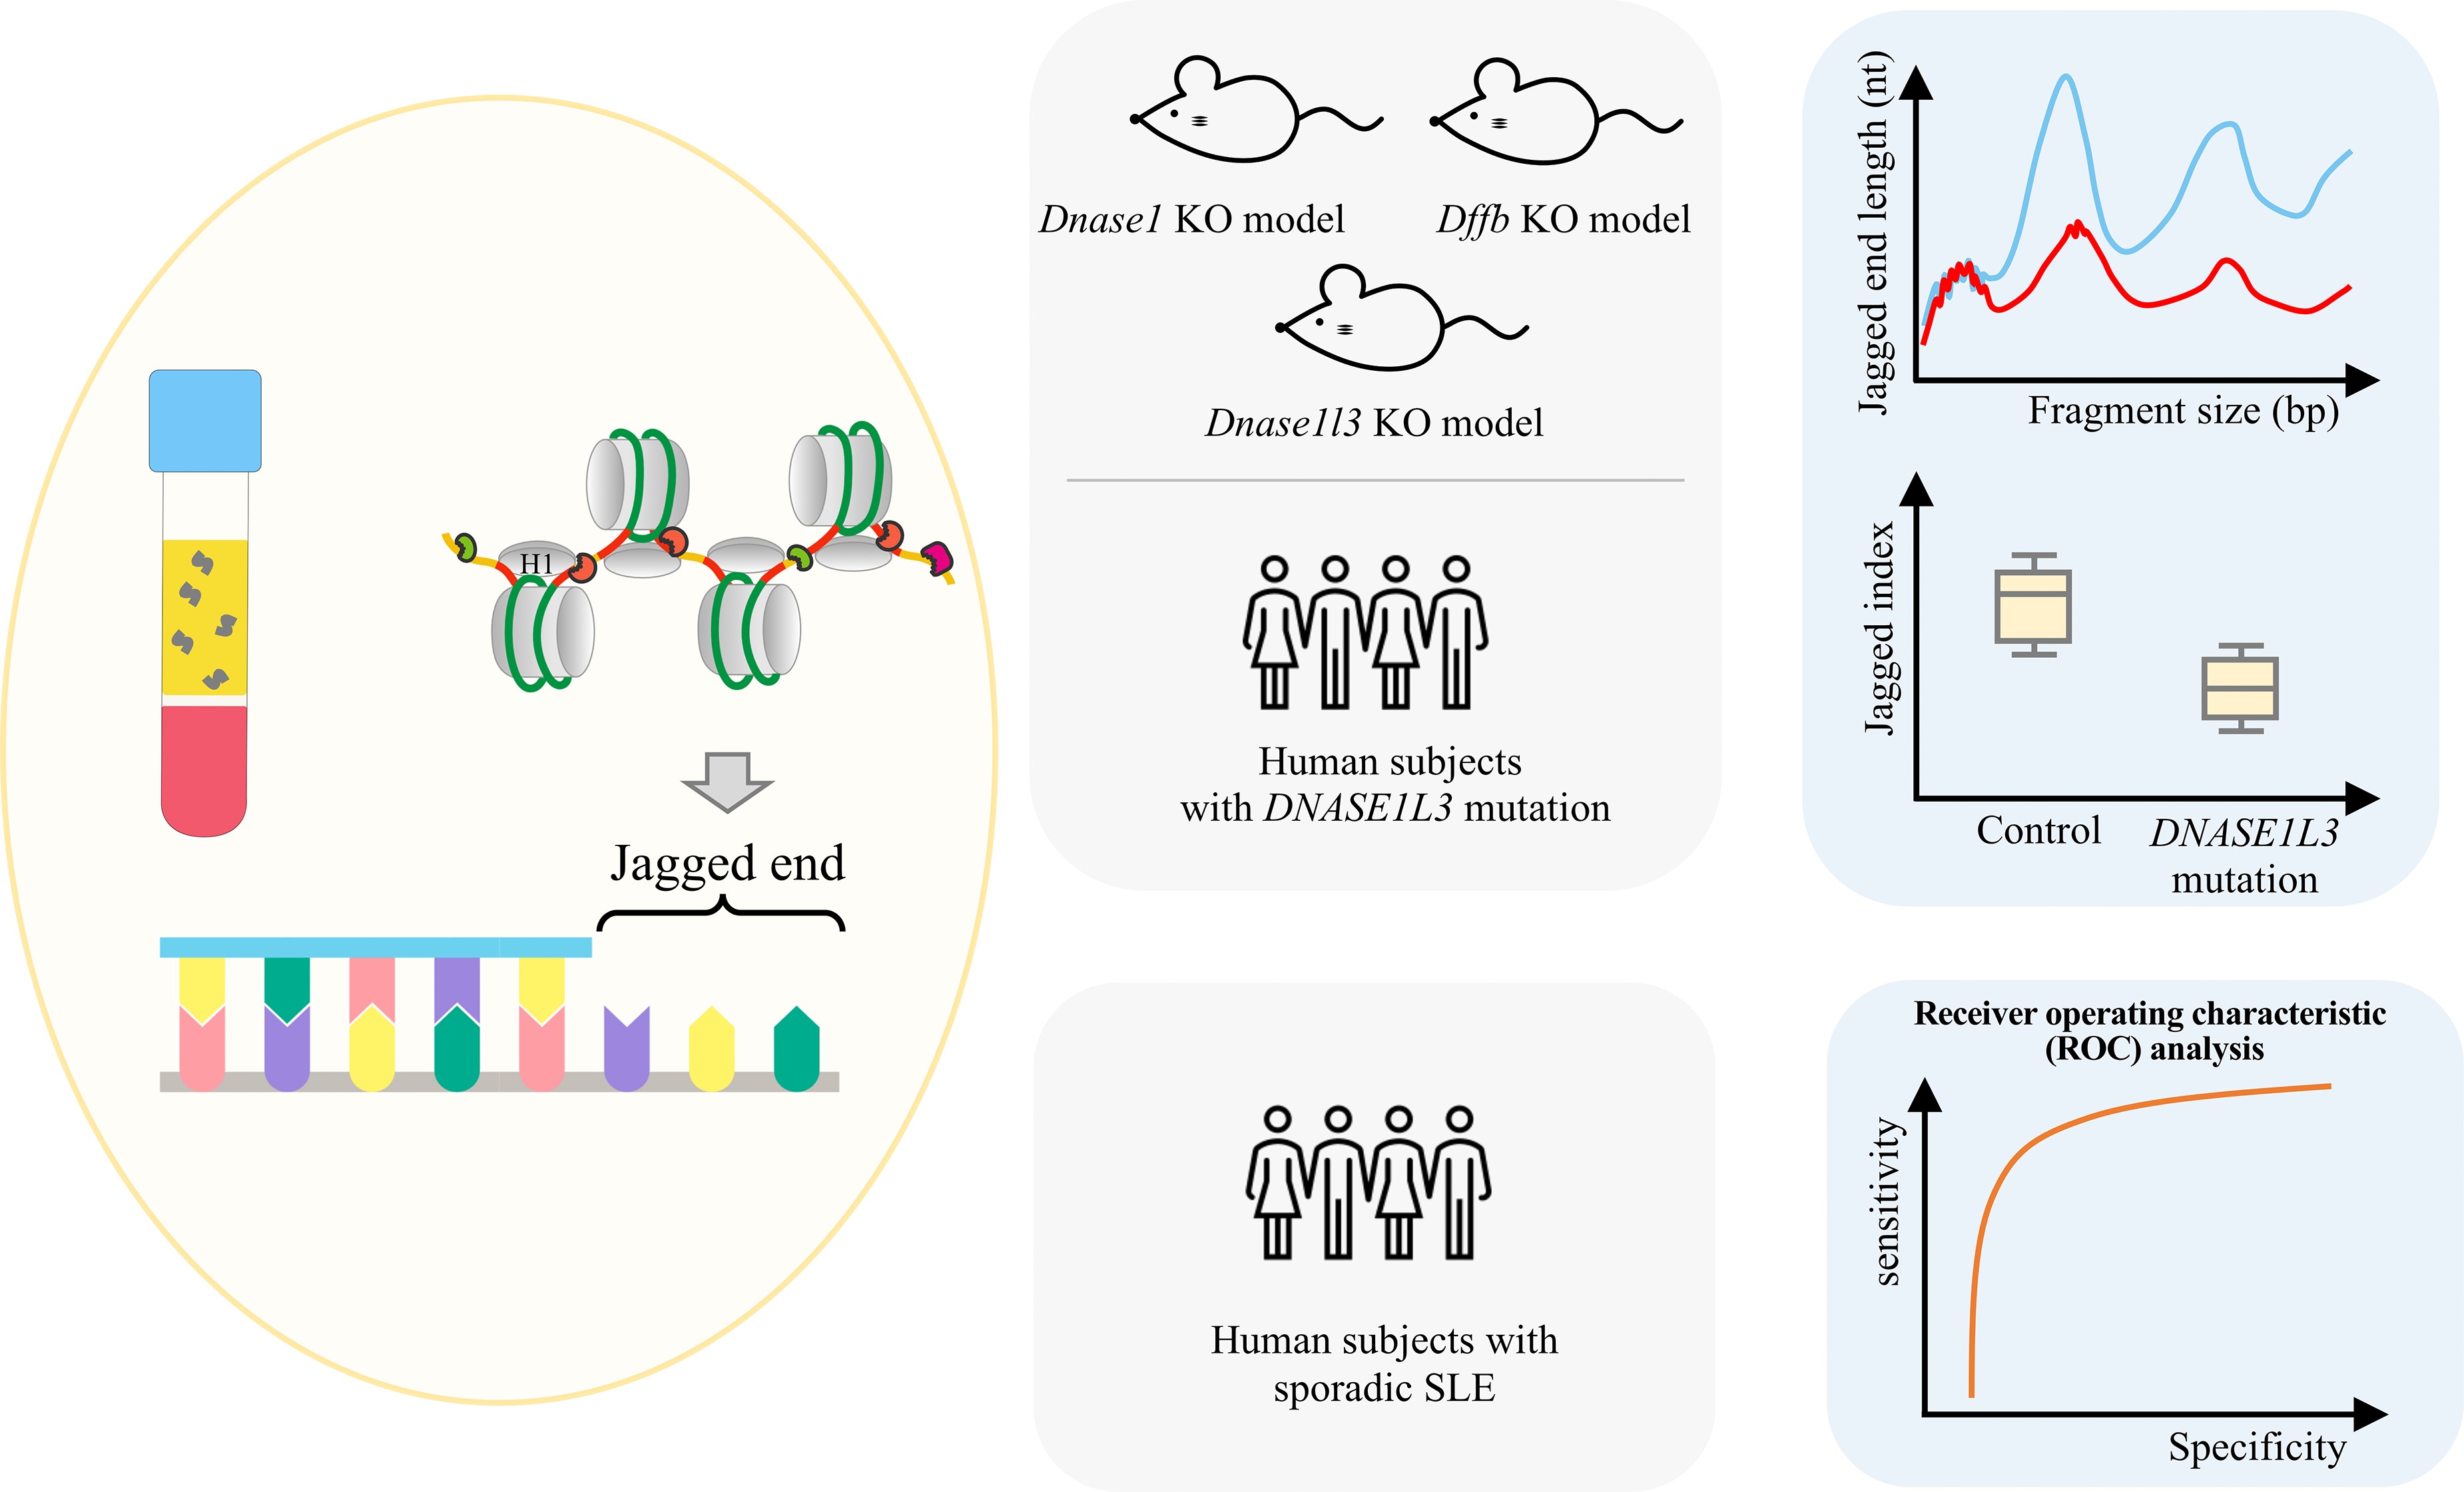 H1
Jagged end
Dnase1 KO model
Dffb KO model
Dnase1l3 KO model
Human subjects
with DNASE1L3 mutation
Human subjects with
sporadic SLE
Jagged end length (nt)
Fragment size (bp)
Jagged index
Control
DNASE1L3
mutation
Receiver operating characteristic
(ROC) analysis
sensitivity
Specificity